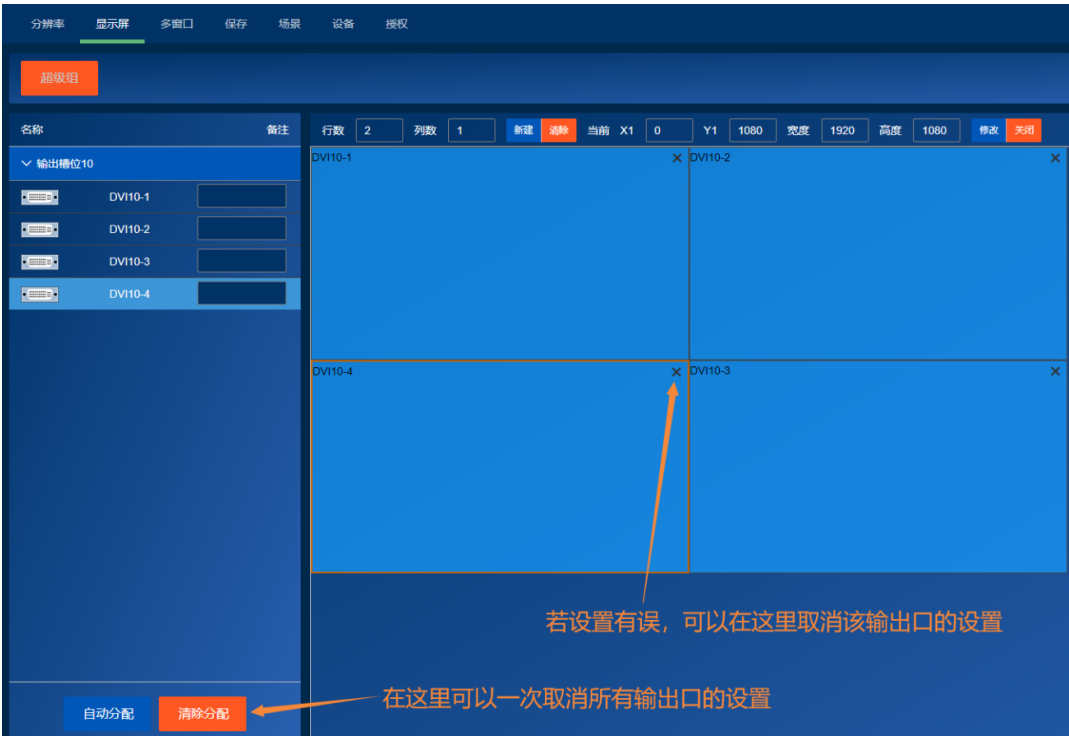 分辨率 显示屏 多窗口 保存 场景 设备 授权
超级组
名称 备注 行数 2 列数 1 新建 清除 当前 X1 0 Y1 1080 宽度 1920 高度 1080 修改 关闭
输出槽位10
DVI10-1
DVI10-2
DVI10-3
DVI10-4
DVI10-1 DVI10-2
DVI10-4 DVI10-3
若设置有误，可以在这里取消该输出口的设置
在这里可以一次取消所有输出口的设置
自动分配 清除分配